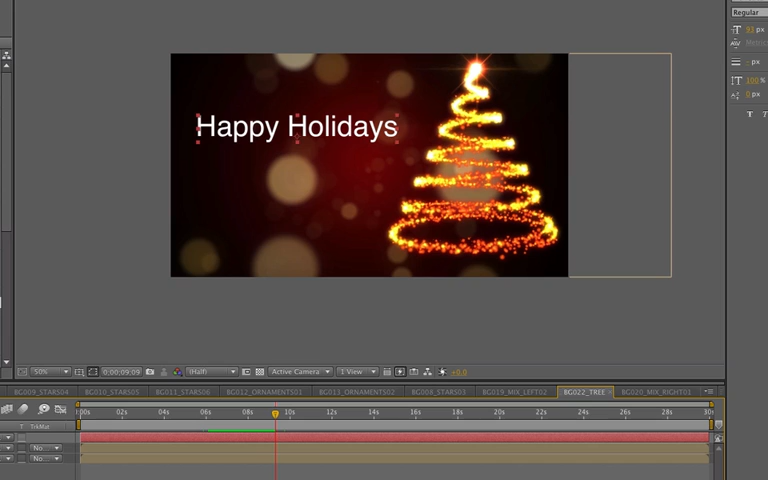 Regular
93 px
Metrics
- px
100 %
0 px
T T
Happy Holidays
50% 0;00;09;09 (Half) Active Camera 1 View +0.0
BG009_STARS04 BG010_STARS05 BG011_STARS06 BG012_ORNAMENTS01 BG013_ORNAMENTS02 BG008_STARS03 BG019_MIX_LEFT02 BG022_TREE BG020_MIX_RIGHT01
:00s 02s 04s 06s 08s 10s 12s 14s 16s 18s 20s 22s 24s 26s 28s 30s
T TrkMat
No...
No...